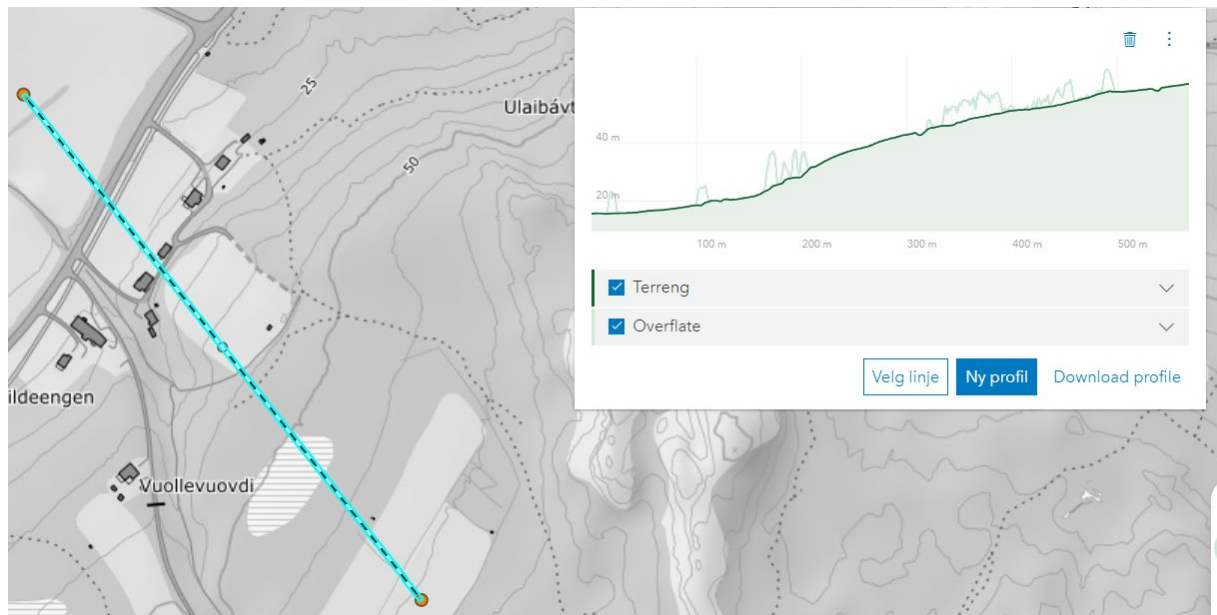 25
Ulaibávt
50
ildeengen
Vuollevuovdi
40 m
20 m
100 m
200 m
300 m
400 m
500 m
Terreng
Overflate
Velg linje
Ny profil
Download profile